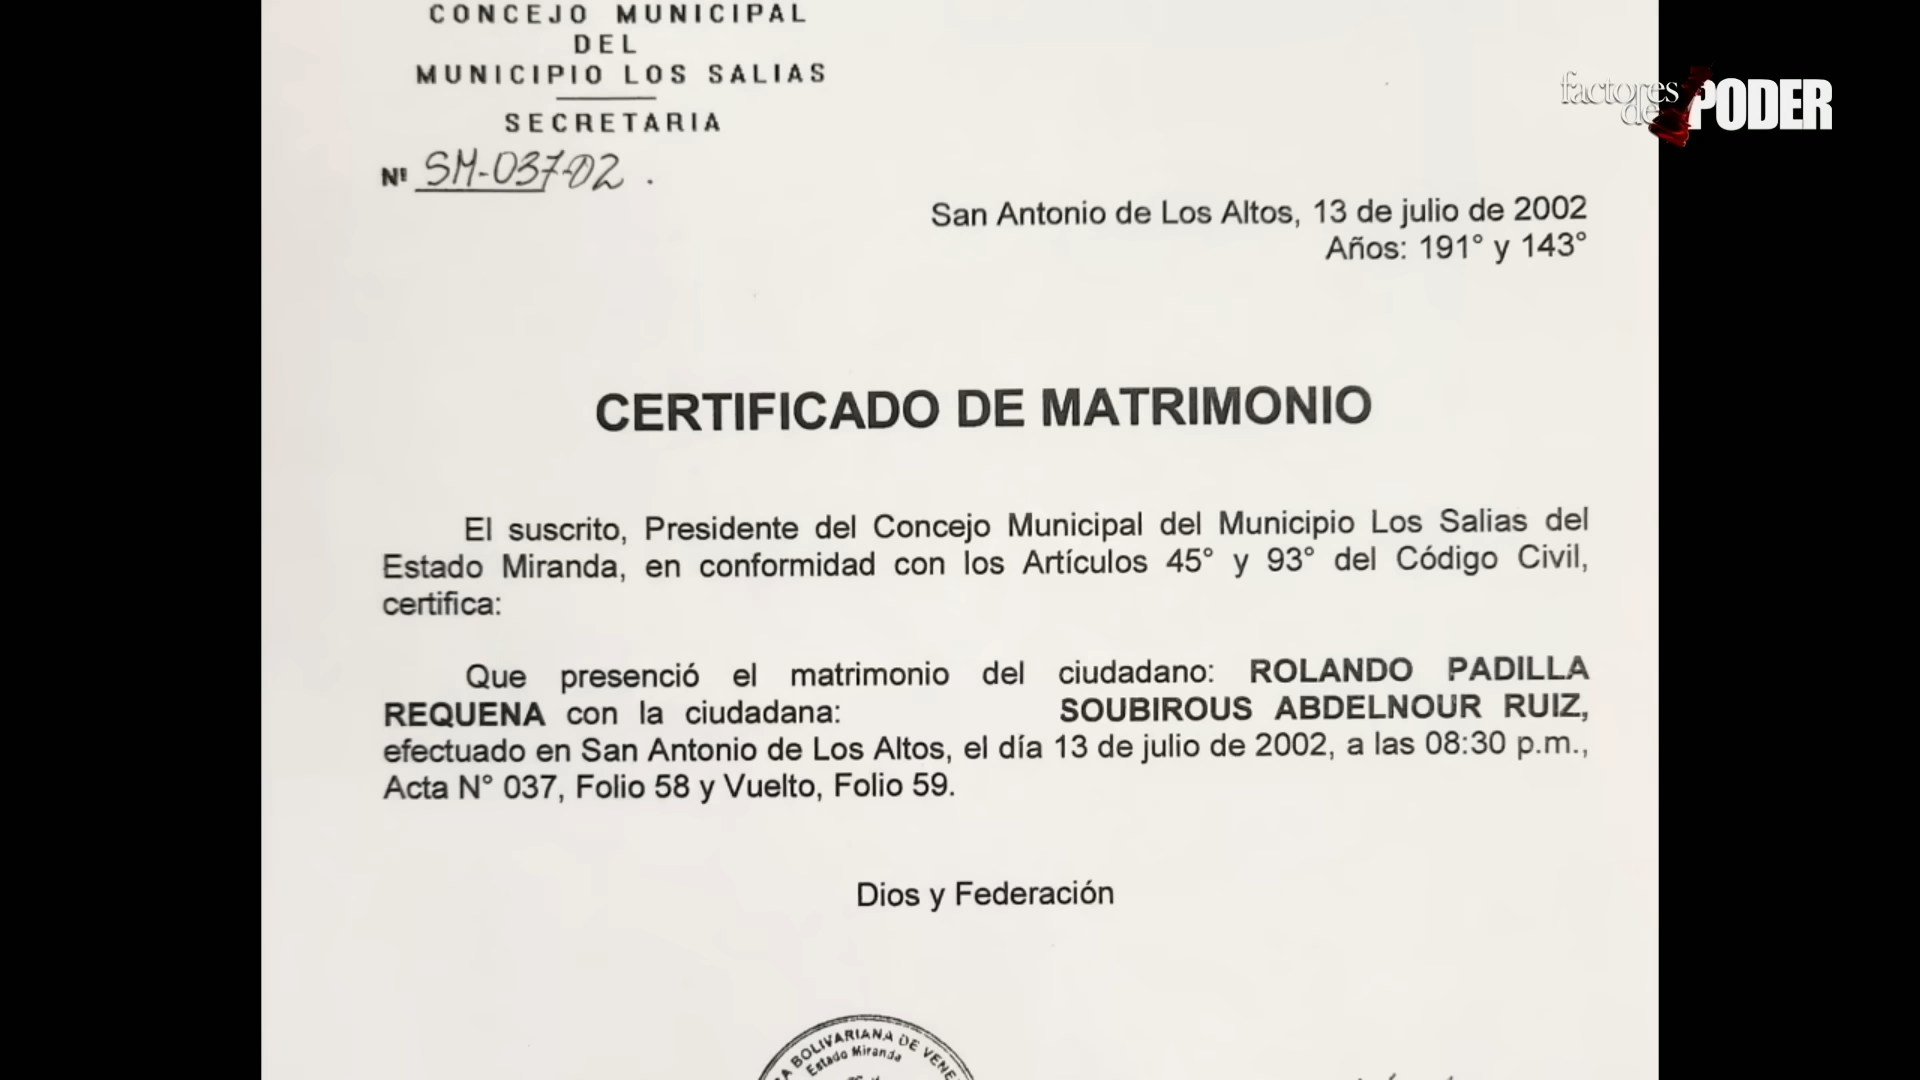 CONCEJO MUNICIPAL
DEL
MUNICIPIO LOS SALIAS
SECRETARIA
Nº SM-037-02.
factores de PODER
San Antonio de Los Altos, 13 de julio de 2002
Años: 191° y 143°
CERTIFICADO DE MATRIMONIO
El suscrito, Presidente del Concejo Municipal del Municipio Los Salias del
Estado Miranda, en conformidad con los Artículos 45° y 93° del Código Civil,
certifica:
Que presenció el matrimonio del ciudadano: ROLANDO PADILLA
REQUENA con la ciudadana: SOUBIROUS ABDELNOUR RUIZ,
efectuado en San Antonio de Los Altos, el día 13 de julio de 2002, a las 08:30 p.m.,
Acta N° 037, Folio 58 y Vuelto, Folio 59.
Dios y Federación
BOLIVARIANA DE
Estado Miranda